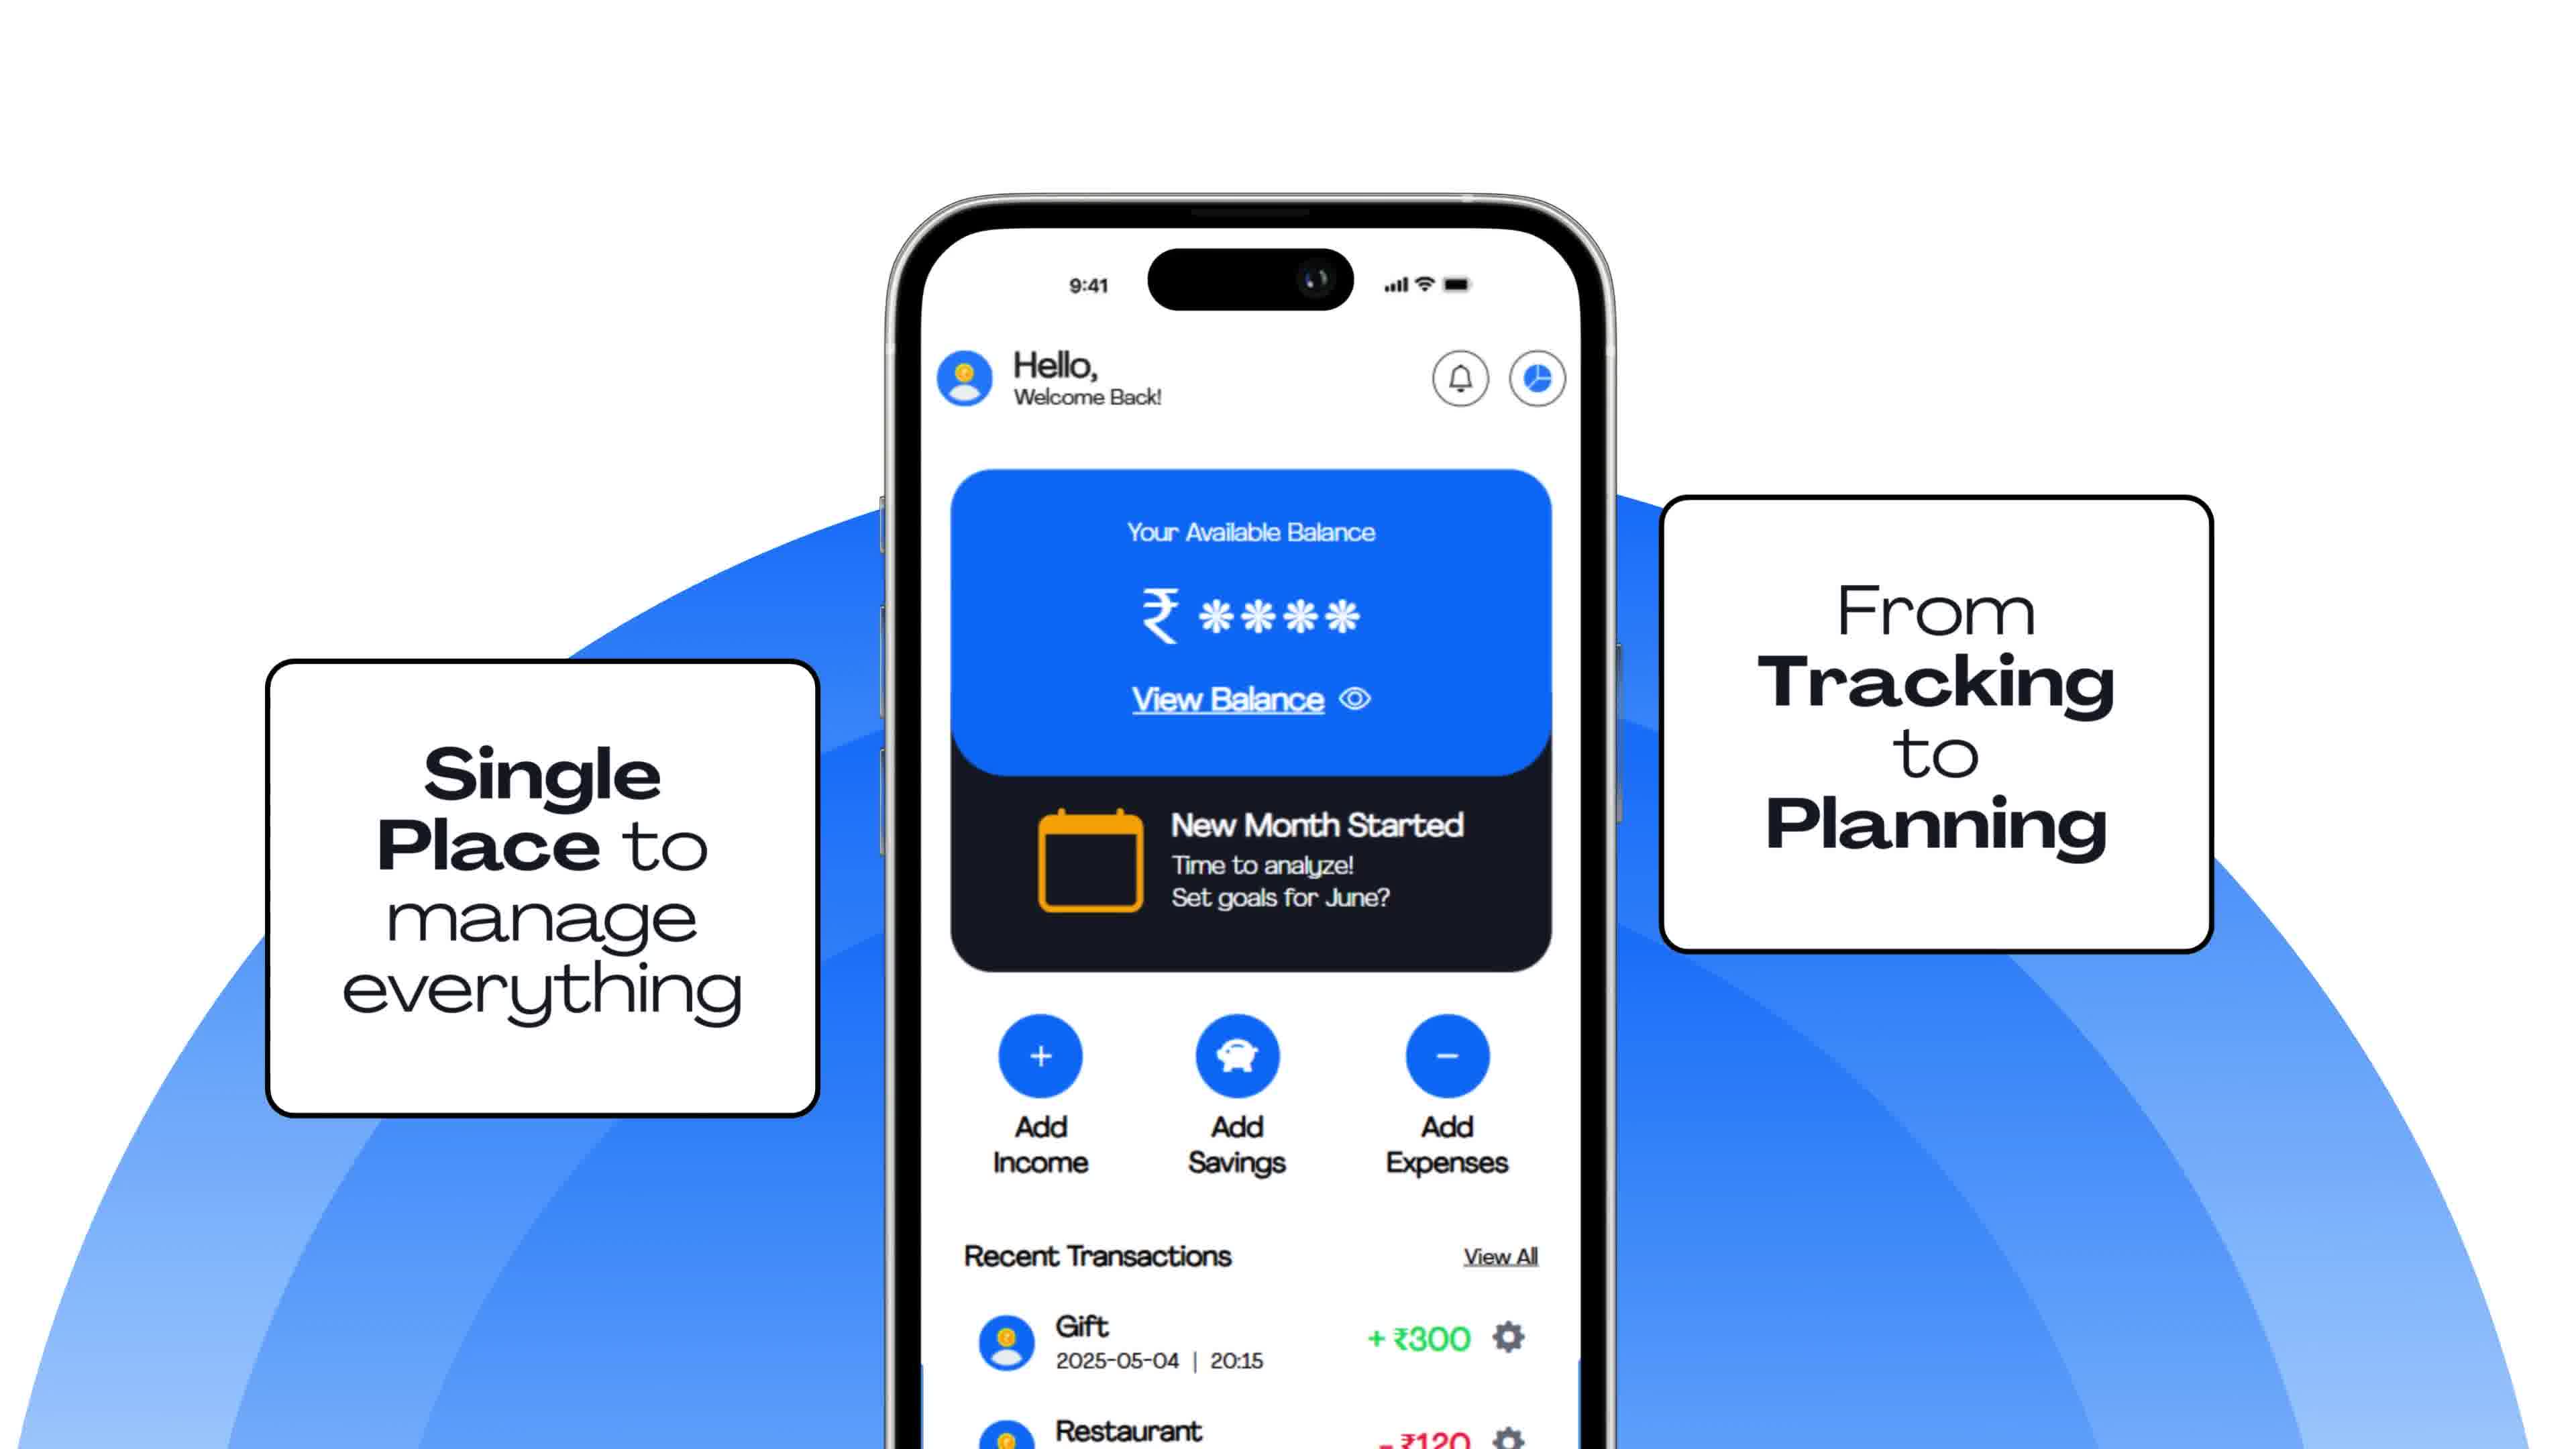 9:41
Hello,
Welcome Back!
Your Available Balance
₹ ****
View Balance
New Month Started
Time to analyze!
Set goals for June?
Add
Income
Add
Savings
Add
Expenses
Recent Transactions
View All
Gift
+ ₹300
2025-05-04 | 20:15
Restaurant
- ₹120
Single
Place to
manage
everything
From
Tracking
to
Planning